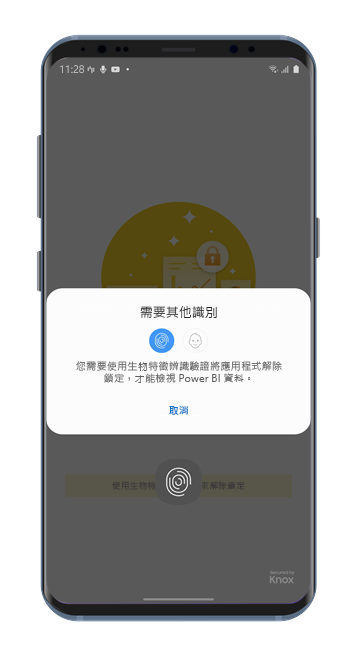 11:28
需要其他識別
您需要使用生物特徵辨識驗證將應用程式解除
鎖定，才能檢視 Power BI 資料。
取消
使用生物特 解除鎖定
Secured by
Knox